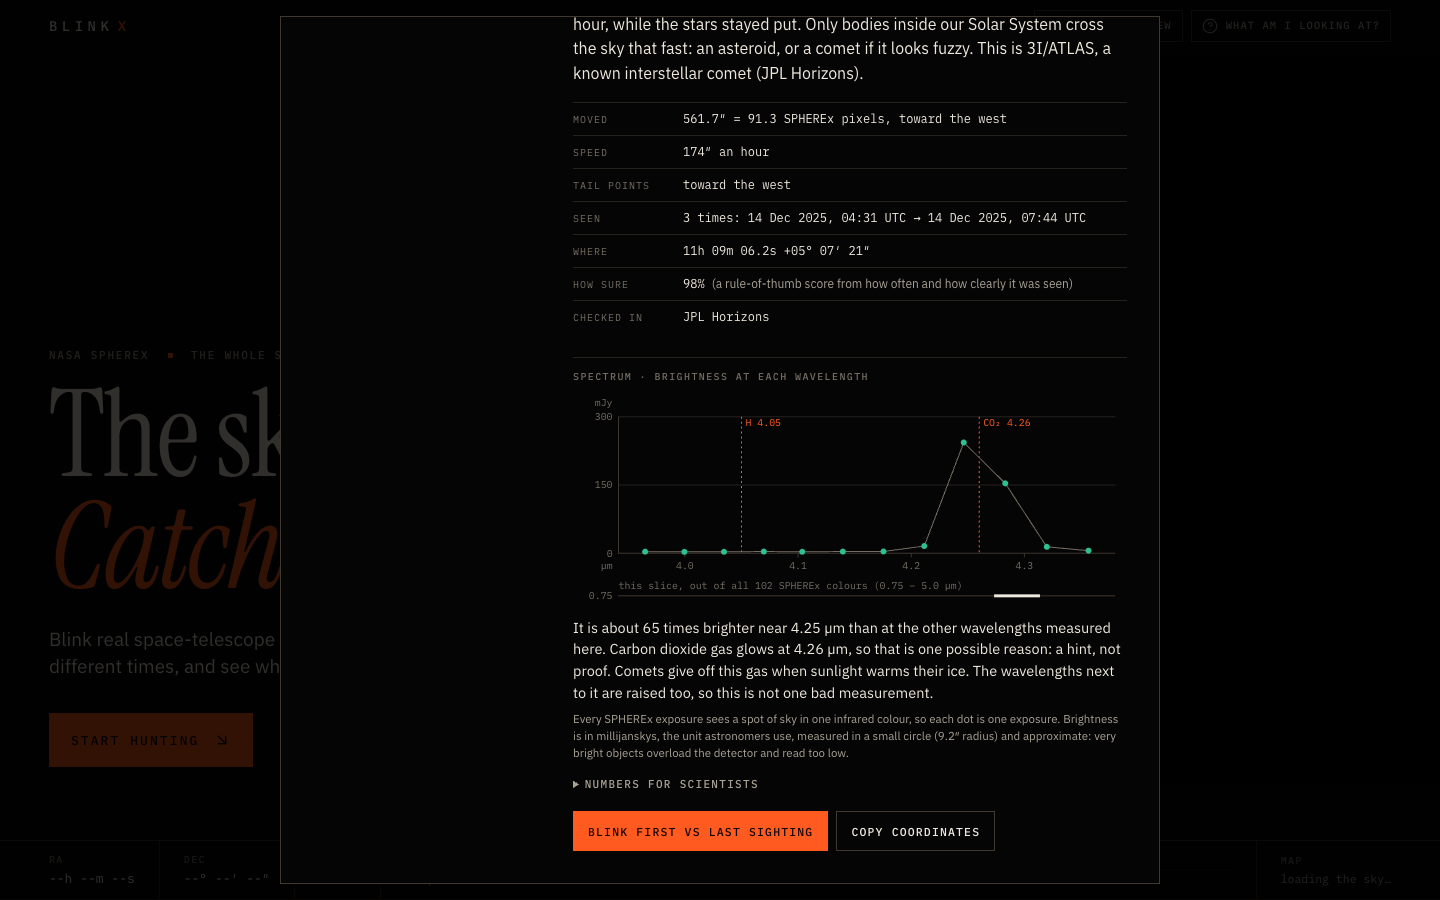 BLINK X
EW
WHAT AM I LOOKING AT?
hour, while the stars stayed put. Only bodies inside our Solar System cross
the sky that fast: an asteroid, or a comet if it looks fuzzy. This is 3I/ATLAS, a
known interstellar comet (JPL Horizons).
MOVED 561.7″ = 91.3 SPHEREx pixels, toward the west
SPEED 174″ an hour
TAIL POINTS toward the west
SEEN 3 times: 14 Dec 2025, 04:31 UTC → 14 Dec 2025, 07:44 UTC
WHERE 11h 09m 06.2s +05° 07′ 21″
HOW SURE 98% (a rule-of-thumb score from how often and how clearly it was seen)
CHECKED IN JPL Horizons
NASA SPHEREX ▪ THE WHOLE S
The sk
Catch
Blink real space-telescope
different times, and see wh
START HUNTING
SPECTRUM · BRIGHTNESS AT EACH WAVELENGTH
mJy
300
H 4.05
CO₂ 4.26
150
0
µm 4.0 4.1 4.2 4.3
this slice, out of all 102 SPHEREx colours (0.75 – 5.0 µm)
0.75
It is about 65 times brighter near 4.25 µm than at the other wavelengths measured
here. Carbon dioxide gas glows at 4.26 µm, so that is one possible reason: a hint, not
proof. Comets give off this gas when sunlight warms their ice. The wavelengths next
to it are raised too, so this is not one bad measurement.
Every SPHEREx exposure sees a spot of sky in one infrared colour, so each dot is one exposure. Brightness
is in millijanskys, the unit astronomers use, measured in a small circle (9.2″ radius) and approximate: very
bright objects overload the detector and read too low.
▶ NUMBERS FOR SCIENTISTS
BLINK FIRST VS LAST SIGHTING
COPY COORDINATES
RA
--h --m --s
DEC
--° --' --"
MAP
loading the sky…